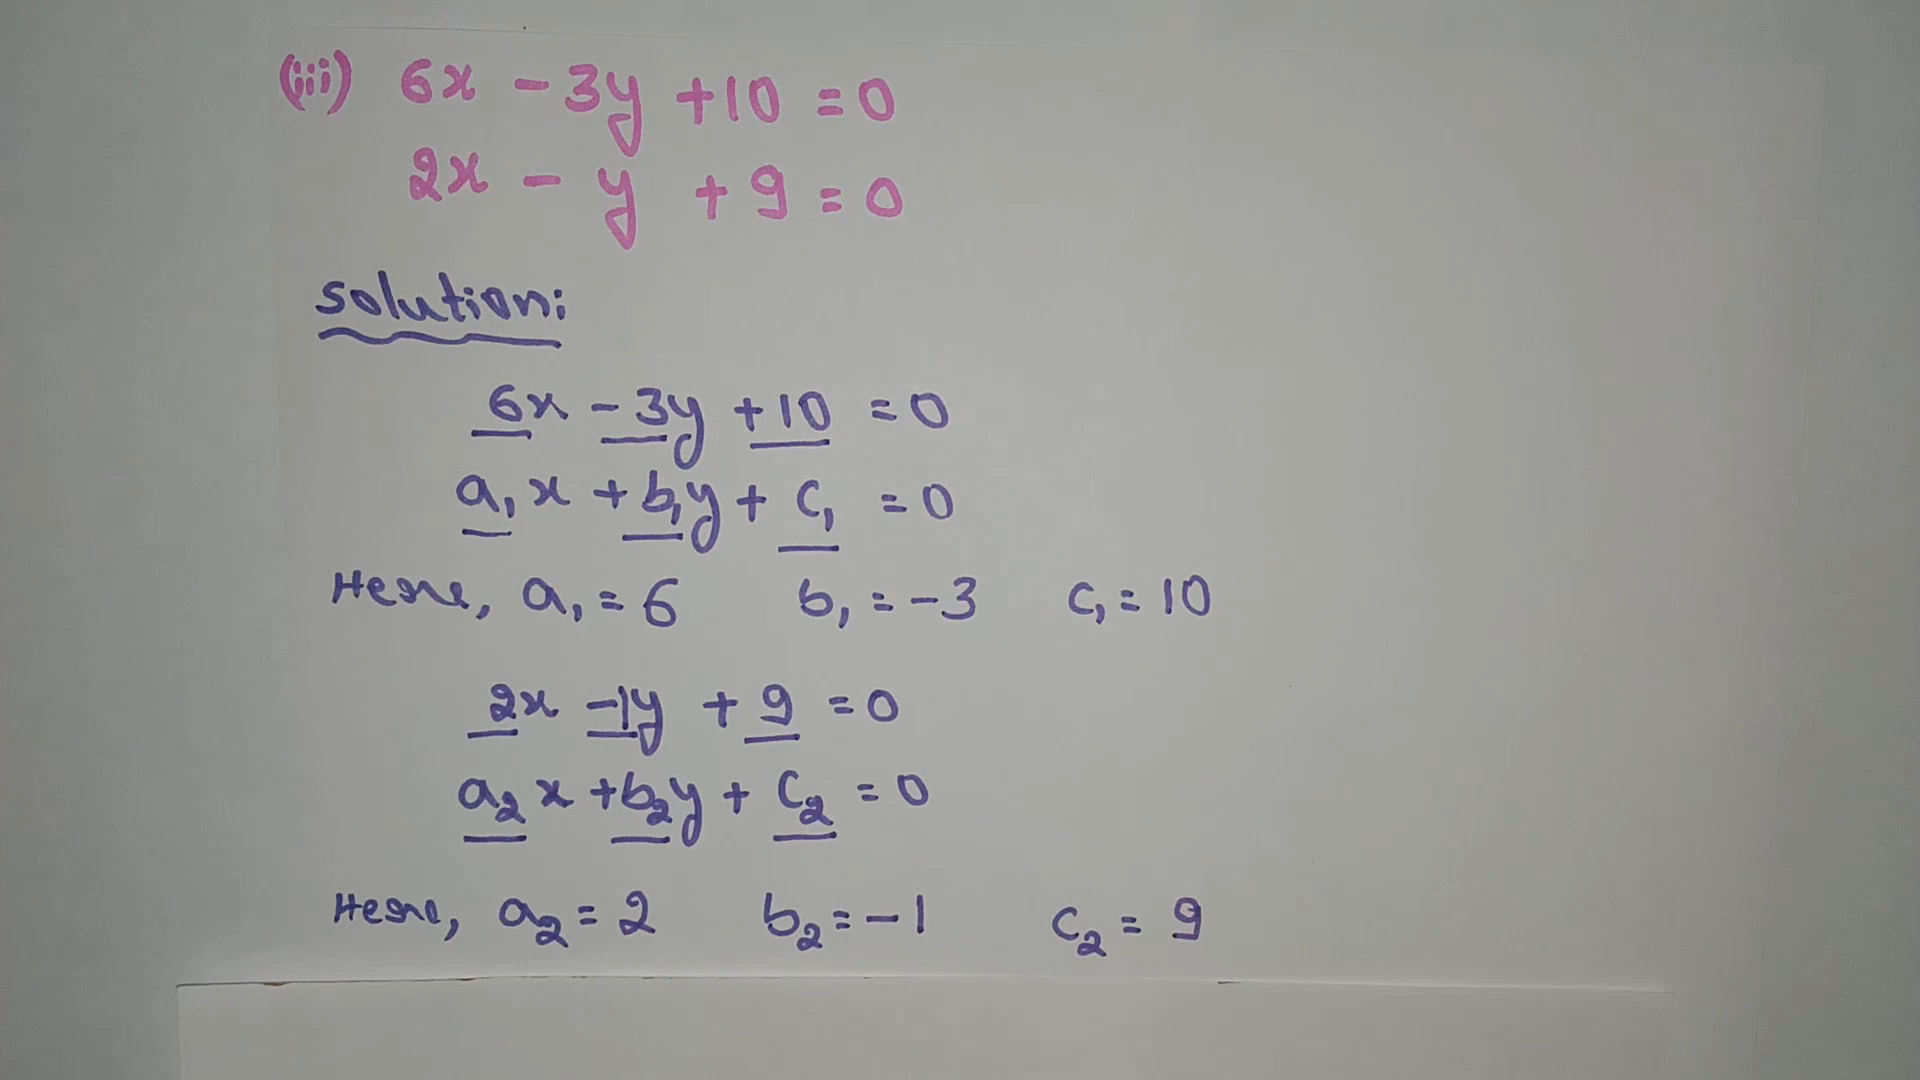 (iii) 6x - 3y + 10 = 0
2x - y + 9 = 0
Solution:
6x - 3y + 10 = 0
a₁x + b₁y + c₁ = 0
Here, a₁ = 6 b₁ = -3 c₁ = 10
2x - 1y + 9 = 0
a₂x + b₂y + c₂ = 0
Here, a₂ = 2 b₂ = -1 c₂ = 9